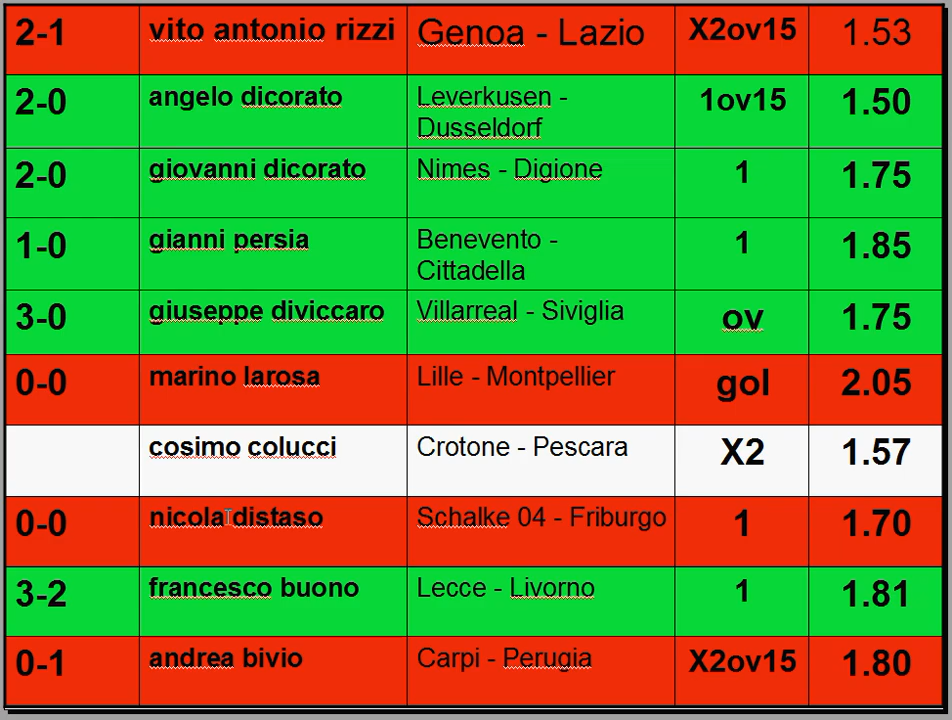 2-1 vito antonio rizzi Genoa - Lazio X2ov15 1.53
2-0 angelo dicorato Leverkusen - 1ov15 1.50
Dusseldorf
2-0 giovanni dicorato Nimes - Digione 1 1.75
1-0 gianni persia Benevento - 1 1.85
Cittadella
3-0 giuseppe diviccaro Villarreal - Siviglia ov 1.75
0-0 marino larosa Lille - Montpellier gol 2.05
cosimo colucci Crotone - Pescara X2 1.57
0-0 nicola distaso Schalke 04 - Friburgo 1 1.70
3-2 francesco buono Lecce - Livorno 1 1.81
0-1 andrea bivio Carpi - Perugia X2ov15 1.80